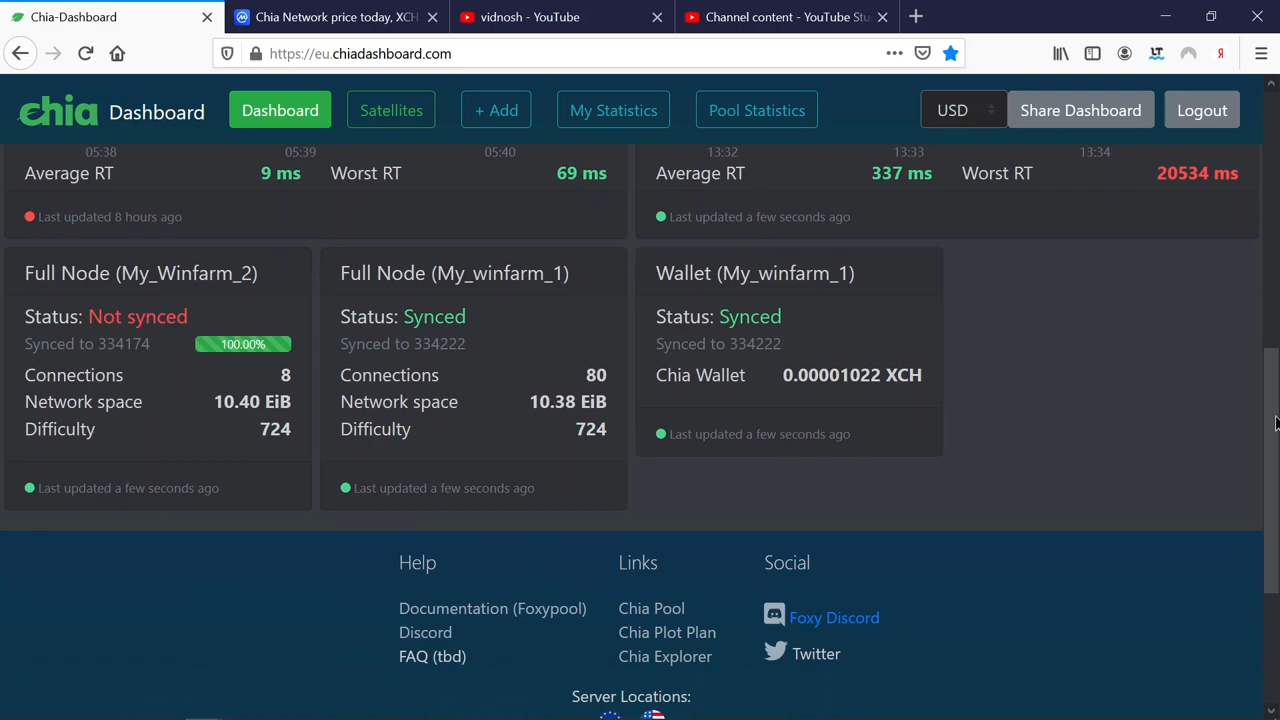 Chia-Dashboard
Chia Network price today, XCH
vidnosh - YouTube
Channel content - YouTube Stu
https://eu.chiadashboard.com
chia Dashboard
Dashboard
Satellites
+ Add
My Statistics
Pool Statistics
USD
Share Dashboard
Logout
05:38 05:39 05:40
Average RT 9 ms Worst RT 69 ms
Last updated 8 hours ago
13:32 13:33 13:34
Average RT 337 ms Worst RT 20534 ms
Last updated a few seconds ago
Full Node (My_Winfarm_2)
Status: Not synced
Synced to 334174 100.00%
Connections 8
Network space 10.40 EiB
Difficulty 724
Last updated a few seconds ago
Full Node (My_winfarm_1)
Status: Synced
Synced to 334222
Connections 80
Network space 10.38 EiB
Difficulty 724
Last updated a few seconds ago
Wallet (My_winfarm_1)
Status: Synced
Synced to 334222
Chia Wallet 0.00001022 XCH
Last updated a few seconds ago
Help
Documentation (Foxypool)
Discord
FAQ (tbd)
Links
Chia Pool
Chia Plot Plan
Chia Explorer
Social
Foxy Discord
Twitter
Server Locations: